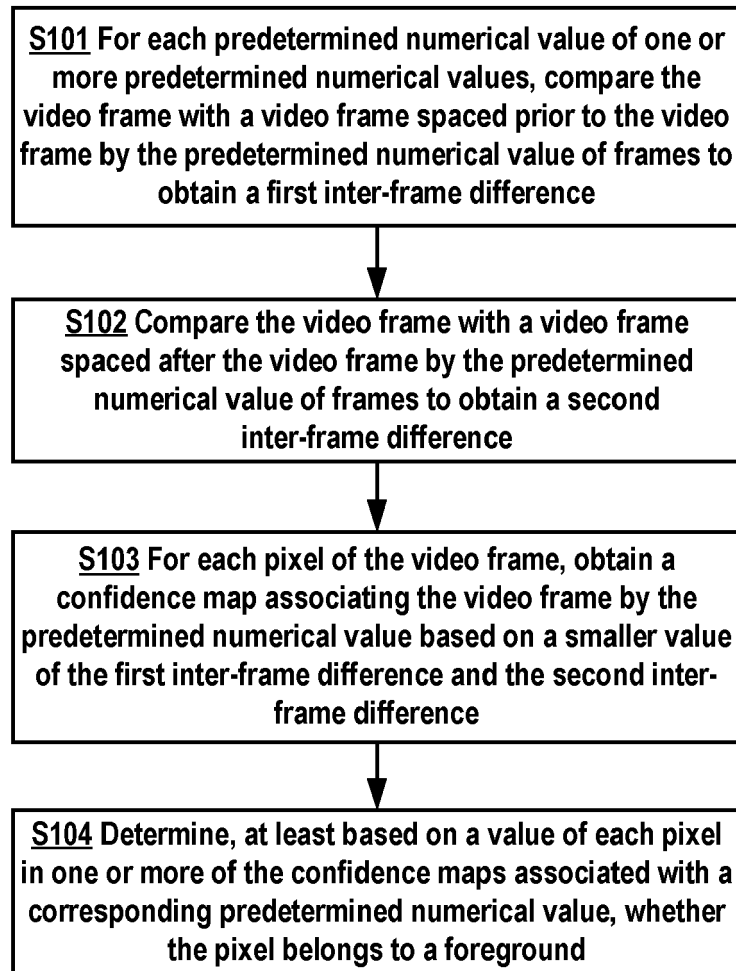 S101 For each predetermined numerical value of one or
more predetermined numerical values, compare the
video frame with a video frame spaced prior to the video
frame by the predetermined numerical value of frames to
obtain a first inter-frame difference
S102 Compare the video frame with a video frame
spaced after the video frame by the predetermined
numerical value of frames to obtain a second
inter-frame difference
S103 For each pixel of the video frame, obtain a
confidence map associating the video frame by the
predetermined numerical value based on a smaller value
of the first inter-frame difference and the second inter-
frame difference
S104 Determine, at least based on a value of each pixel
in one or more of the confidence maps associated with a
corresponding predetermined numerical value, whether
the pixel belongs to a foreground